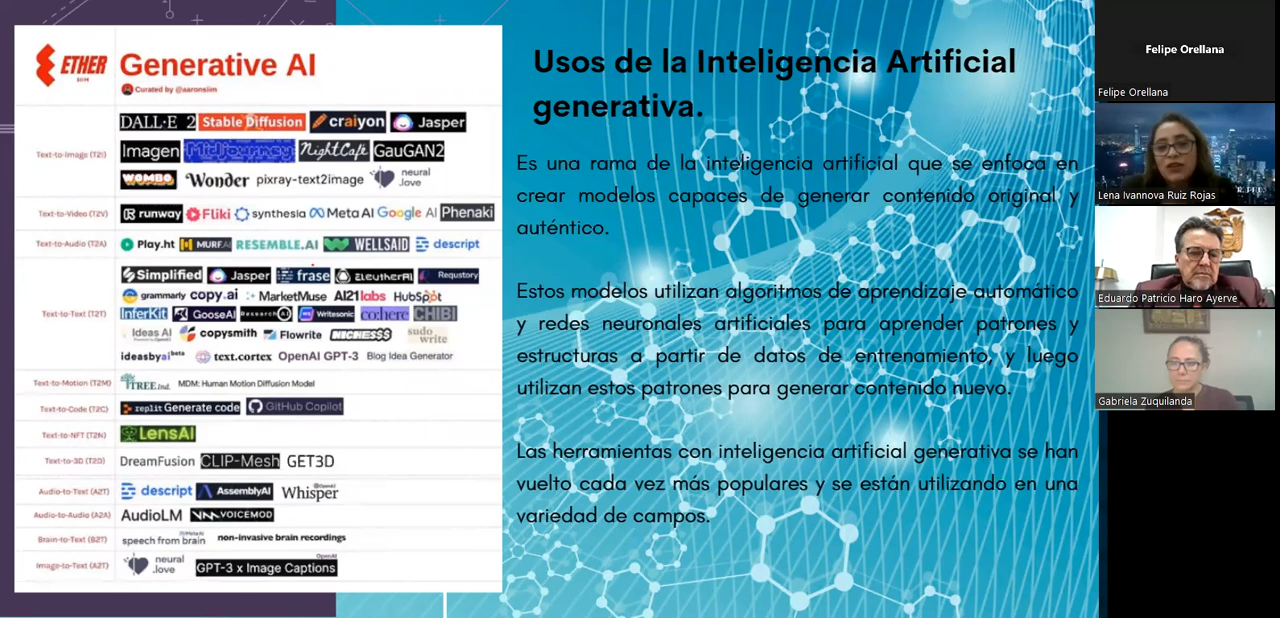 ETHER
Generative AI
Curated by @aaronsiim
Text-to-Image (T2I)
DALL·E 2 Stable Diffusion craiyon Jasper
Imagen Midjourney NightCafe GauGAN2
WOMBO Wonder pixray-text2image neural.love
Text-to-Video (T2V)
runway Fliki synthesia Meta AI Google AI Phenaki
Text-to-Audio (T2A)
Play.ht MURF.AI RESEMBLE.AI WELLSAID descript
Text-to-Text (T2T)
Simplified Jasper frase EleutherAI Requstory
grammarly copy.ai MarketMuse AI21labs HubSpot
InferKit GooseAI ResearchAI Writesonic co:here CHIBI
Ideas AI copysmith Flowrite NICHE$$$ sudowrite
ideasbyai beta text.cortex OpenAI GPT-3 Blog Idea Generator
Text-to-Motion (T2M)
TREE Ind. MDM: Human Motion Diffusion Model
Text-to-Code (T2C)
replit Generate code GitHub Copilot
Text-to-NFT (T2N)
LensAI
Text-to-3D (T2D)
DreamFusion CLIP-Mesh GET3D
Audio-to-Text (A2T)
descript AssemblyAI Whisper OpenAI
Audio-to-Audio (A2A)
AudioLM VOICEMOD
Brain-to-Text (B2T)
speech from brain Meta AI non-invasive brain recordings
Image-to-Text (A2T)
neural.love GPT-3 x Image Captions OpenAI
Usos de la Inteligencia Artificial
generativa.
Es una rama de la inteligencia artificial que se enfoca en
crear modelos capaces de generar contenido original y
auténtico.
Estos modelos utilizan algoritmos de aprendizaje automático
y redes neuronales artificiales para aprender patrones y
estructuras a partir de datos de entrenamiento, y luego
utilizan estos patrones para generar contenido nuevo.
Las herramientas con inteligencia artificial generativa se han
vuelto cada vez más populares y se están utilizando en una
variedad de campos.
Felipe Orellana
Felipe Orellana
Lena Ivannova Ruiz Rojas
Eduardo Patricio Haro Ayerve
Gabriela Zuquilanda